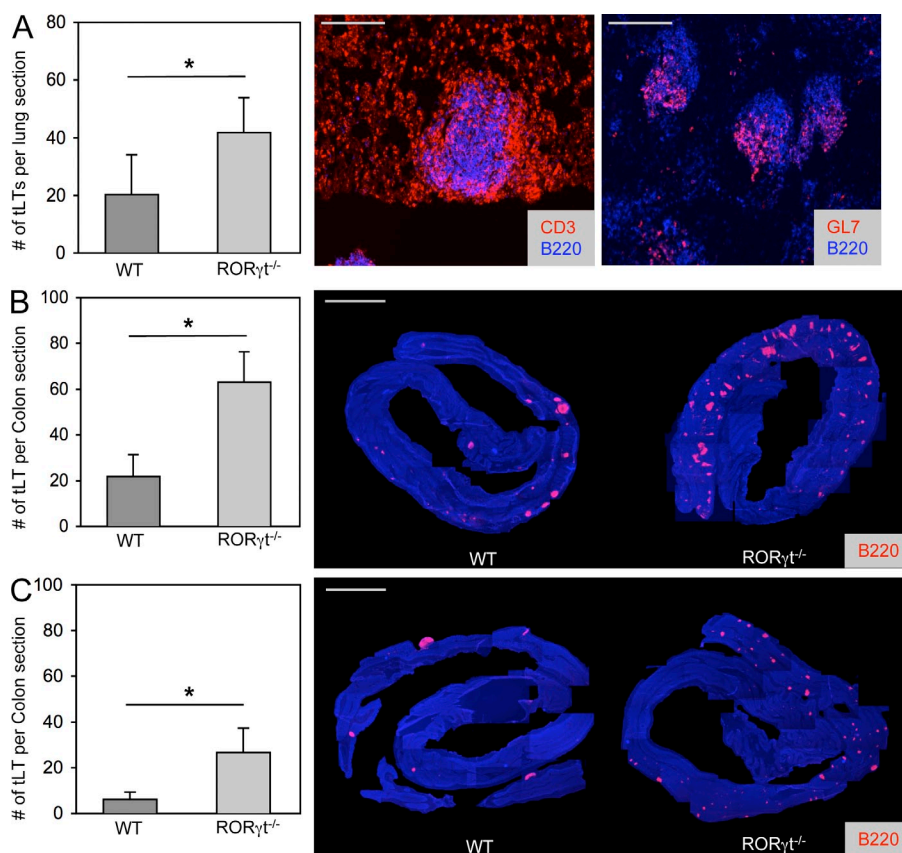 A
# of tLTs per lung section
80
60
40
20
0
*
WT
RORγt-/-
CD3
B220
GL7
B220
B
# of tLT per Colon section
100
80
60
40
20
0
*
WT
RORγt-/-
WT
RORγt-/-
B220
C
# of tLT per Colon section
100
80
60
40
20
0
*
WT
RORγt-/-
WT
RORγt-/-
B220